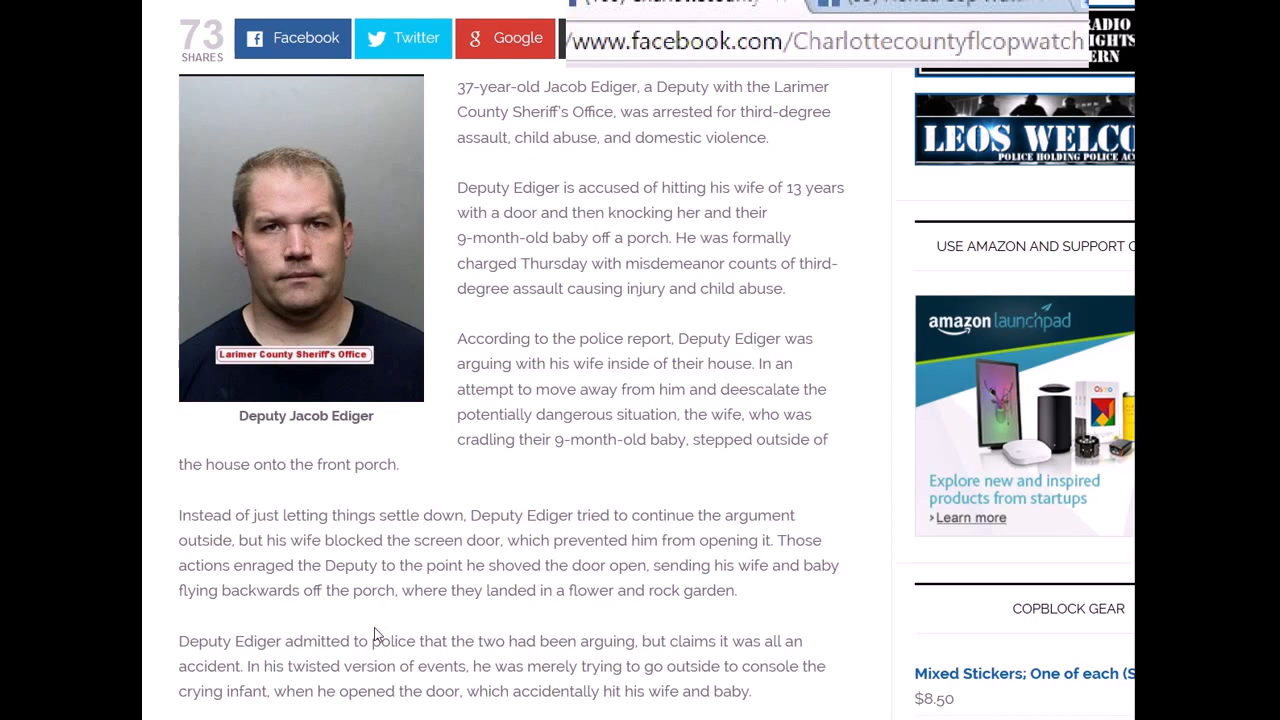 73
SHARES
Facebook
Twitter
Google
www.facebook.com/Charlottecountyflcopwatch
37-year-old Jacob Ediger, a Deputy with the Larimer
County Sheriff's Office, was arrested for third-degree
assault, child abuse, and domestic violence.
Deputy Ediger is accused of hitting his wife of 13 years
with a door and then knocking her and their
9-month-old baby off a porch. He was formally
charged Thursday with misdemeanor counts of third-
degree assault causing injury and child abuse.
According to the police report, Deputy Ediger was
arguing with his wife inside of their house. In an
attempt to move away from him and deescalate the
potentially dangerous situation, the wife, who was
cradling their 9-month-old baby, stepped outside of
the house onto the front porch.
Larimer County Sheriff's Office
Deputy Jacob Ediger
Instead of just letting things settle down, Deputy Ediger tried to continue the argument
outside, but his wife blocked the screen door, which prevented him from opening it. Those
actions enraged the Deputy to the point he shoved the door open, sending his wife and baby
flying backwards off the porch, where they landed in a flower and rock garden.
Deputy Ediger admitted to police that the two had been arguing, but claims it was all an
accident. In his twisted version of events, he was merely trying to go outside to console the
crying infant, when he opened the door, which accidentally hit his wife and baby.
LEOS WELCO
POLICE HOLDING POLICE AC
USE AMAZON AND SUPPORT C
amazon launchpad
Osmo
Explore new and inspired
products from startups
› Learn more
COPBLOCK GEAR
Mixed Stickers; One of each (S
$8.50